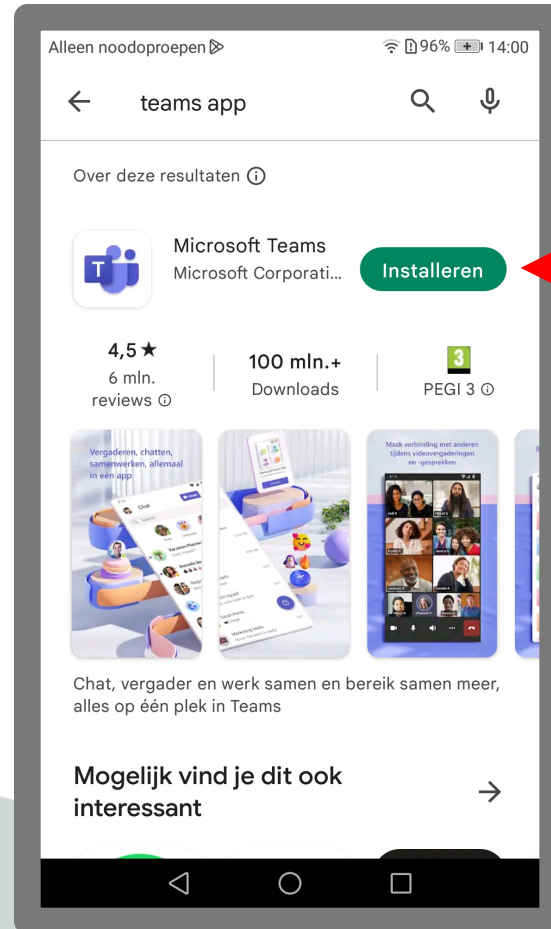 Alleen noodoproepen 96% 14:00
teams app
Over deze resultaten
Microsoft Teams
Microsoft Corporati...
Installeren
4,5★
6 mln.
reviews
100 mln.+
Downloads
3
PEGI 3
Vergaderen, chatten,
samenwerken, allemaal
in één app
Chat
Maak verbinding met anderen
tijdens videovergaderingen
en -gesprekken
Chat, vergader en werk samen en bereik samen meer,
alles op één plek in Teams
Mogelijk vind je dit ook
interessant